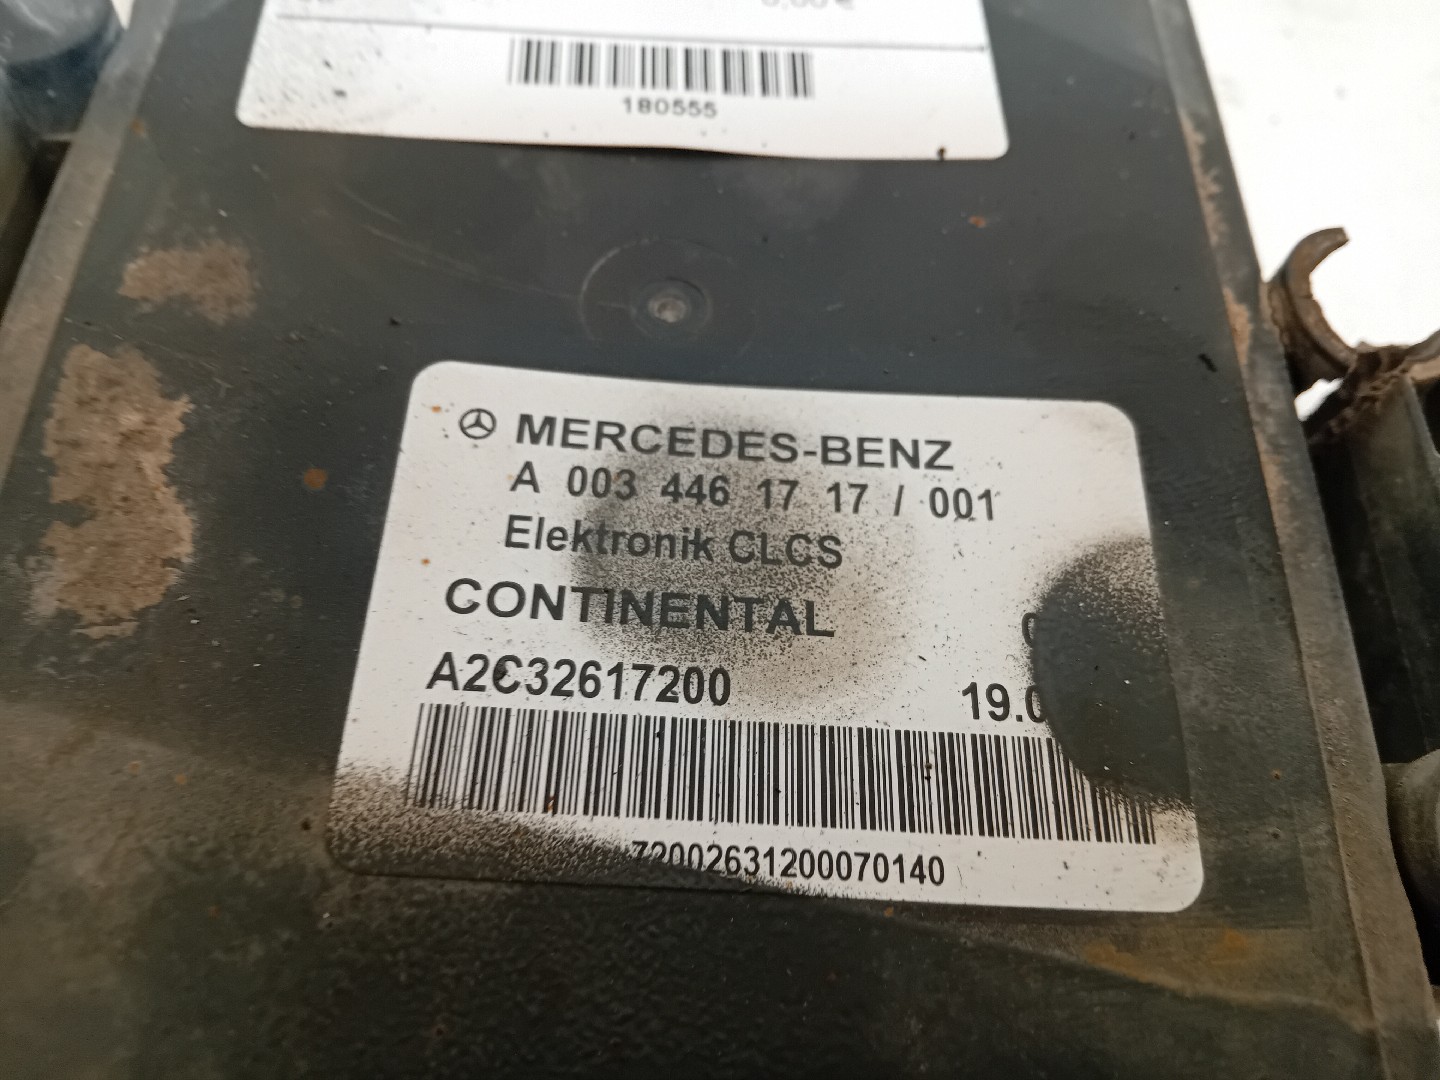 180555
MERCEDES-BENZ
A 003 446 17 17 / 001
Elektronik CLCS
CONTINENTAL
A2C32617200 19.0
72002631200070140